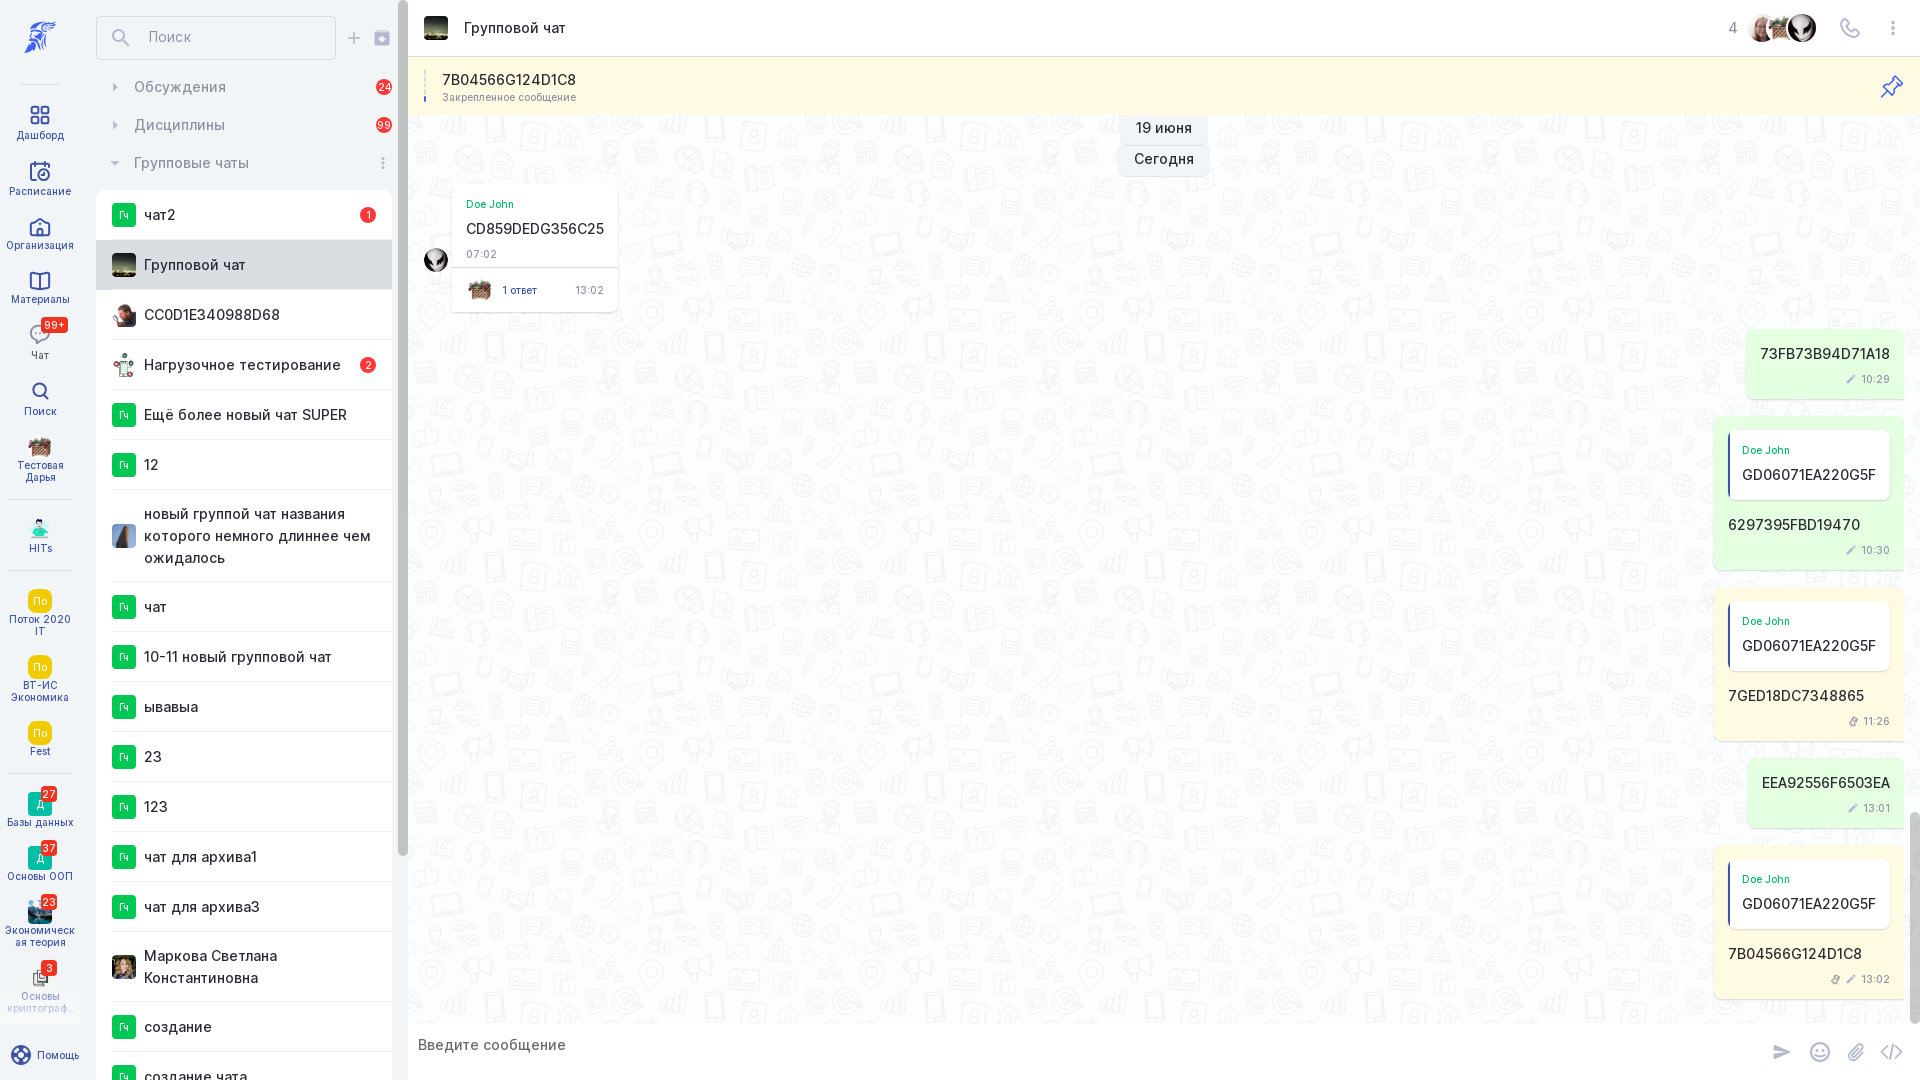 Дашборд
Расписание
Организация
Материалы
99+
Чат
Поиск
Тестовая
Дарья
HITs
По
Поток 2020
IT
По
ВТ-ИС
Экономика
По
Fest
27
Д
Базы данных
37
Д
Основы ООП
23
Экономическ
ая теория
3
Основы
криптограф...
Помощь
Поиск
Обсуждения
24
Дисциплины
99
Групповые чаты
Гч
чат2
1
Групповой чат
CC0D1E340988D68
Нагрузочное тестирование
2
Гч
Ещё более новый чат SUPER
Гч
12
новый группой чат названия
которого немного длиннее чем
ожидалось
Гч
чат
Гч
10-11 новый групповой чат
Гч
ывавыа
Гч
23
Гч
123
Гч
чат для архива1
Гч
чат для архива3
Маркова Светлана
Константиновна
Гч
создание
Гч
создание чата
Групповой чат
4
7B04566G124D1C8
Закрепленное сообщение
19 июня
Сегодня
Doe John
CD859DEDG356C25
07:02
1 ответ
13:02
73FB73B94D71A18
10:29
Doe John
GD06071EA220G5F
6297395FBD19470
10:30
Doe John
GD06071EA220G5F
7GED18DC7348865
11:26
EEA92556F6503EA
13:01
Doe John
GD06071EA220G5F
7B04566G124D1C8
13:02
Введите сообщение